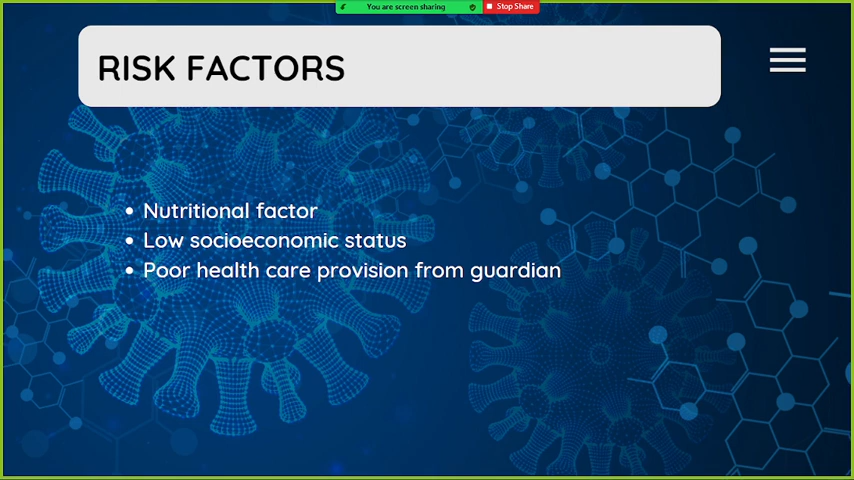 You are screen sharing
Stop Share
RISK FACTORS
• Nutritional factor
• Low socioeconomic status
• Poor health care provision from guardian